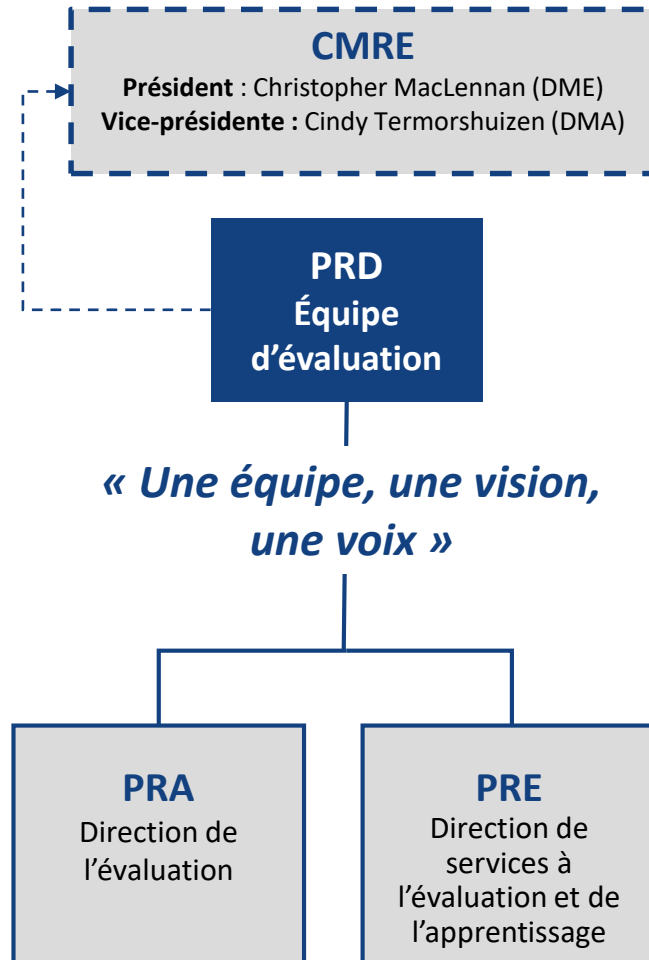 CMRE
Président : Christopher MacLennan (DME)
Vice-présidente : Cindy Termorshuizen (DMA)
PRD
Équipe
d’évaluation
« Une équipe, une vision,
une voix »
PRA
Direction de
l’évaluation
PRE
Direction de
services à
l’évaluation et de
l’apprentissage